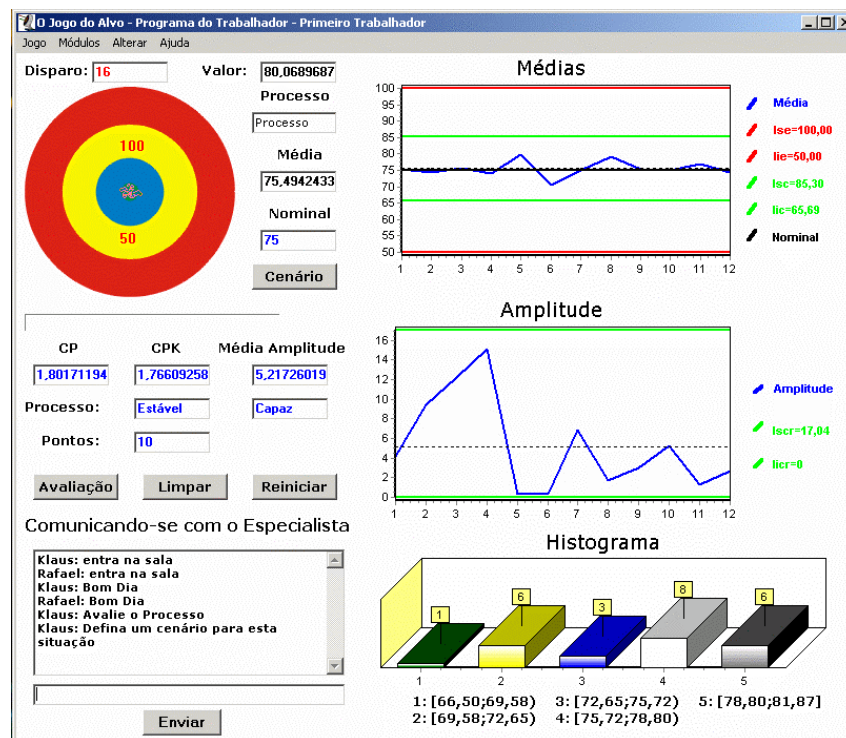 O Jogo do Alvo - Programa do Trabalhador - Primeiro Trabalhador
Jogo Módulos Alterar Ajuda
Disparo: 16 Valor: 80,0689687
100
50
Processo
Processo
Média
75,4942433
Nominal
75
Cenário
CP CPK Média Amplitude
1,80171194 1,76609258 5,21726019
Processo: Estável Capaz
Pontos: 10
Avaliação Limpar Reiniciar
Comunicando-se com o Especialista
Klaus: entra na sala
Rafael: entra na sala
Klaus: Bom Dia
Rafael: Bom Dia
Klaus: Avalie o Processo
Klaus: Defina um cenário para esta
situação
Enviar
Médias
100
95
90
85
80
75
70
65
60
55
50
1 2 3 4 5 6 7 8 9 10 11 12
Média
lse=100,00
lie=50,00
lsc=85,30
lic=65,69
Nominal
Amplitude
16
14
12
10
8
6
4
2
0
1 2 3 4 5 6 7 8 9 10 11 12
Amplitude
lscr=17,04
licr=0
Histograma
1 6 3 8 6
1 2 3 4 5
1: [66,50;69,58) 3: [72,65;75,72) 5: [78,80;81,87]
2: [69,58;72,65) 4: [75,72;78,80)